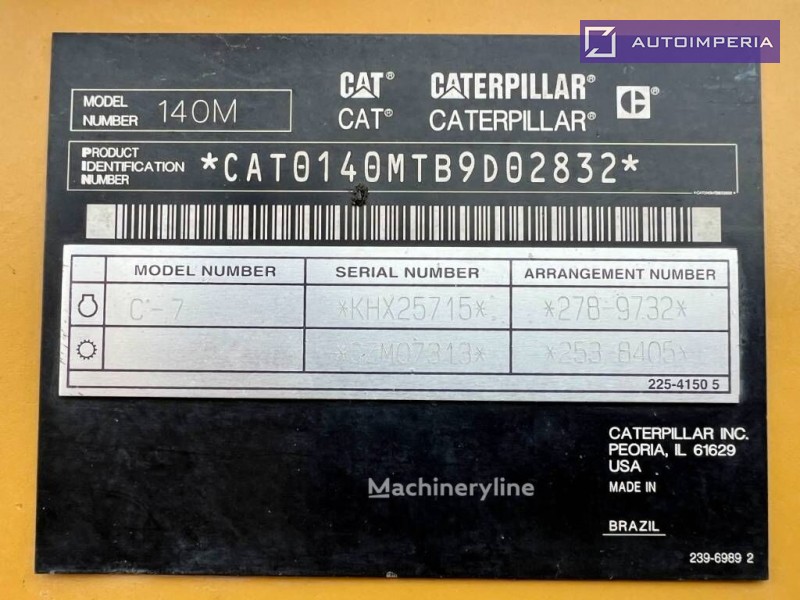 AUTOIMPERIA
CAT® CATERPILLAR®
CAT® CATERPILLAR®
MODEL
NUMBER 140M
PRODUCT
IDENTIFICATION
NUMBER *CAT0140MTB9D02832*
MODEL NUMBER SERIAL NUMBER ARRANGEMENT NUMBER
C-7 *KHX25715* *278-9732*
225-4150 5
CATERPILLAR INC.
PEORIA, IL 61629
USA
MADE IN
BRAZIL
Machineryline
239-6989 2